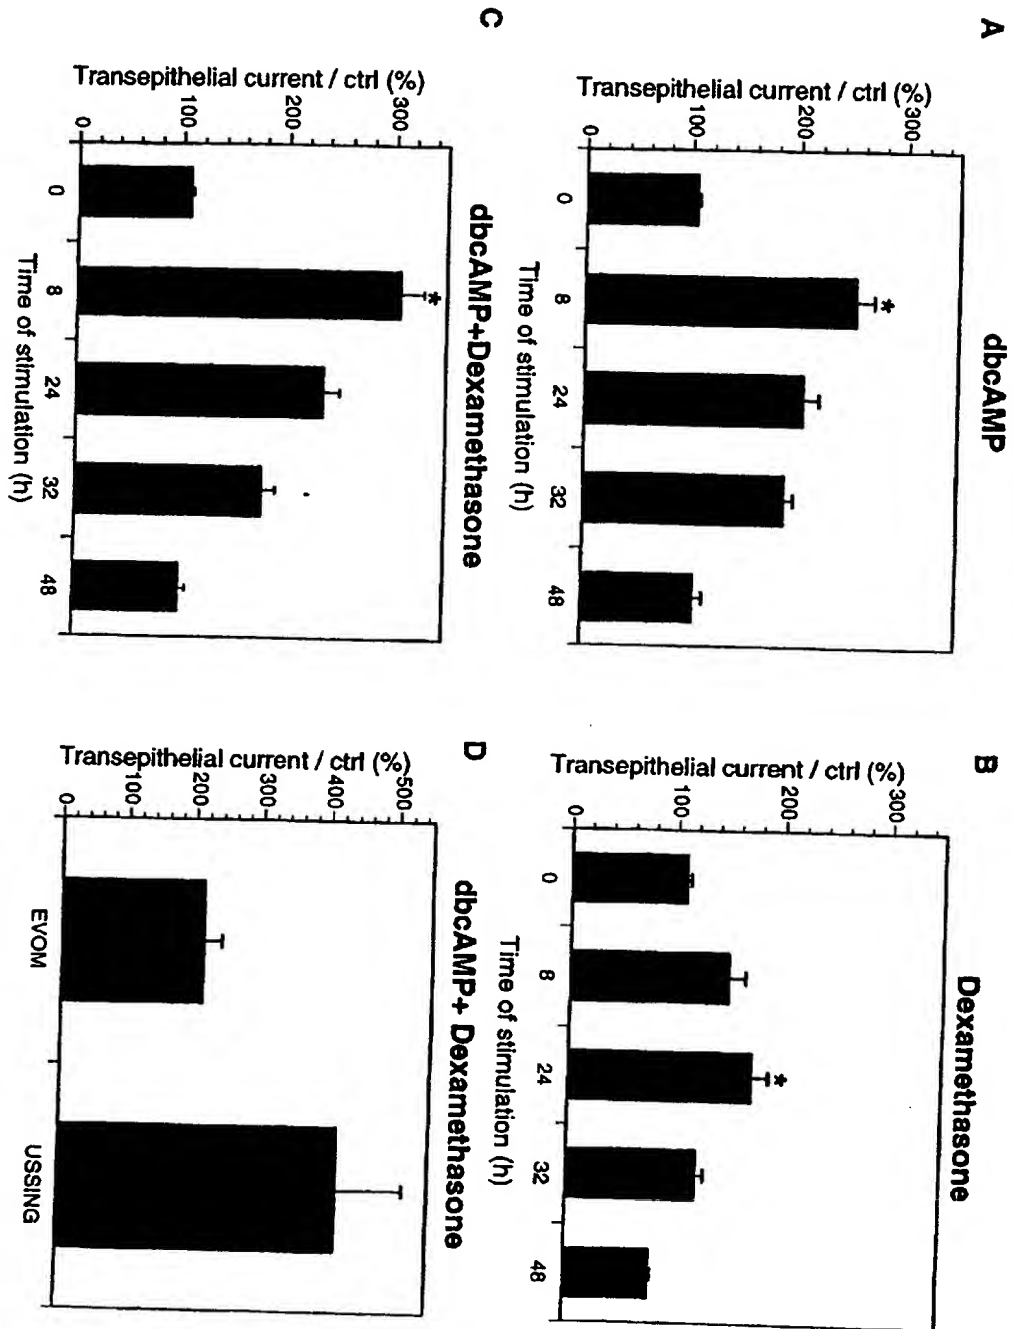 A
dbcAMP
Transepithelial current / ctrl (%)
300
200
100
0
*
0 8 24 32 48
Time of stimulation (h)
B
Dexamethasone
Transepithelial current / ctrl (%)
300
200
100
0
*
0 8 24 32 48
Time of stimulation (h)
C
dbcAMP+Dexamethasone
Transepithelial current / ctrl (%)
300
200
100
0
*
0 8 24 32 48
Time of stimulation (h)
D
dbcAMP+ Dexamethasone
Transepithelial current / ctrl (%)
500
400
300
200
100
0
EVOM USSING